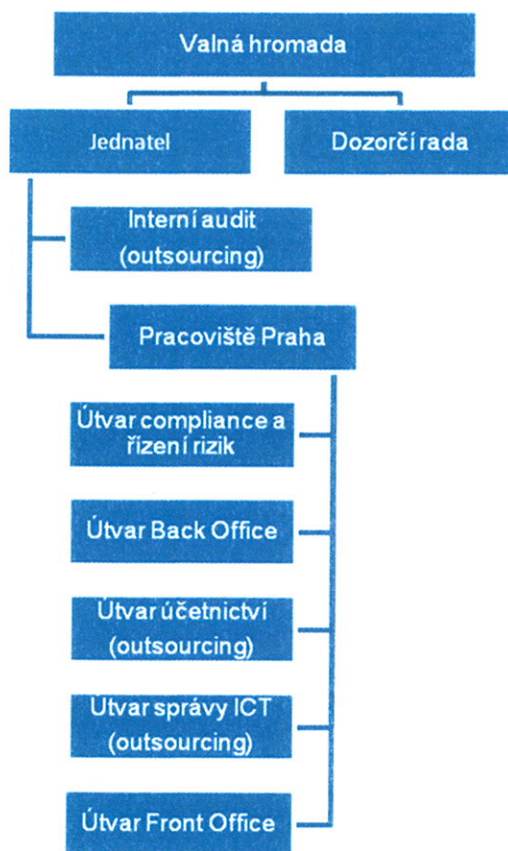 Valná hromada
Jednatel
Dozorčí rada
Interní audit
(outsourcing)
Pracoviště Praha
Útvar compliance a
řízení rizik
Útvar Back Office
Útvar účetnictví
(outsourcing)
Útvar správy ICT
(outsourcing)
Útvar Front Office